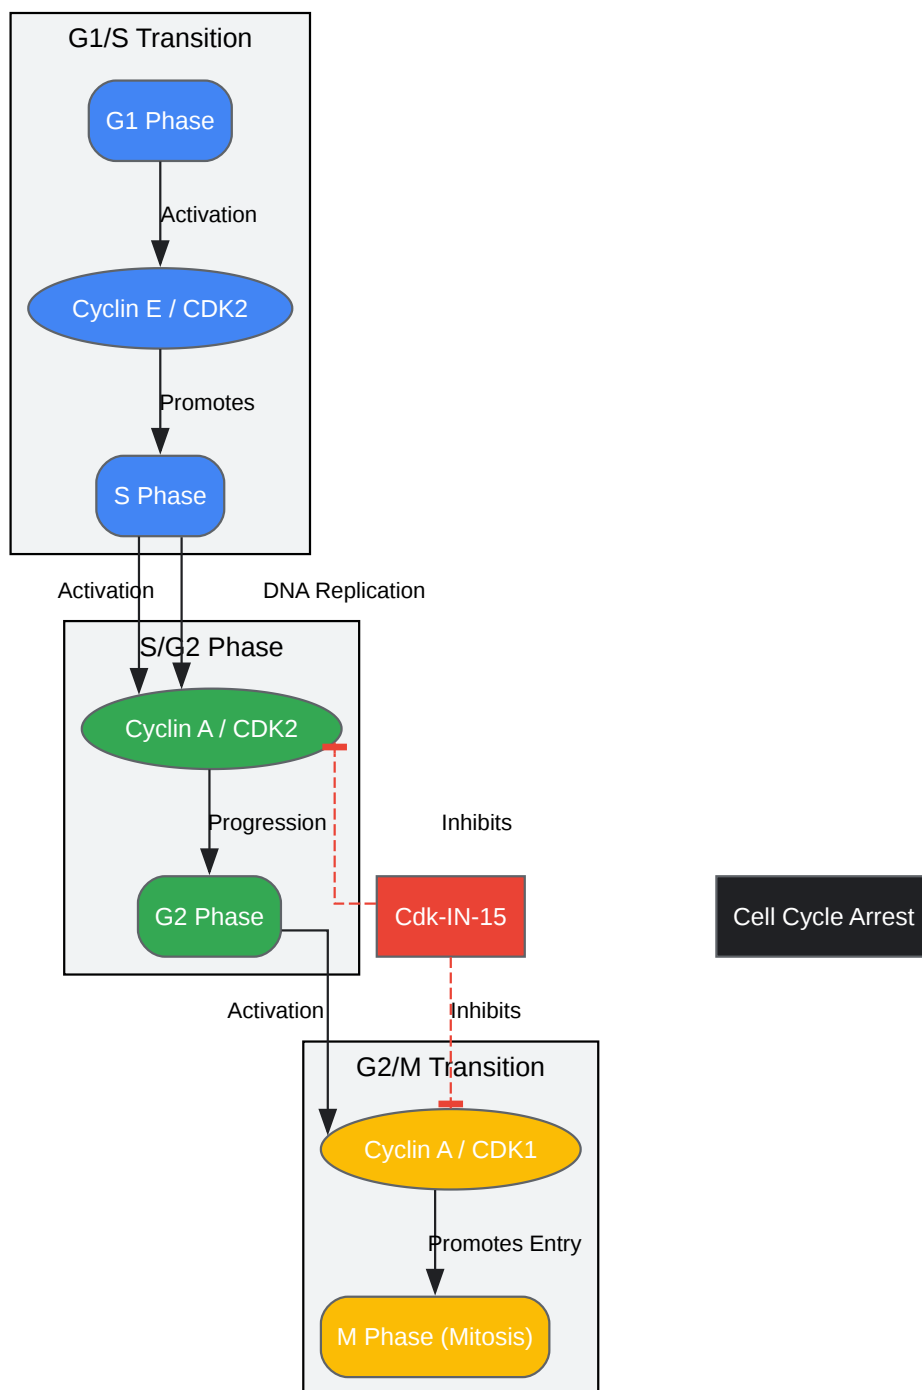 G1/S Transition
G1 Phase
Activation
Cyclin E / CDK2
Promotes
S Phase
Activation
DNA Replication
S/G2 Phase
Cyclin A / CDK2
Progression
Inhibits
G2 Phase
Cdk-IN-15
Cell Cycle Arrest
Activation
Inhibits
G2/M Transition
Cyclin A / CDK1
Promotes Entry
M Phase (Mitosis)